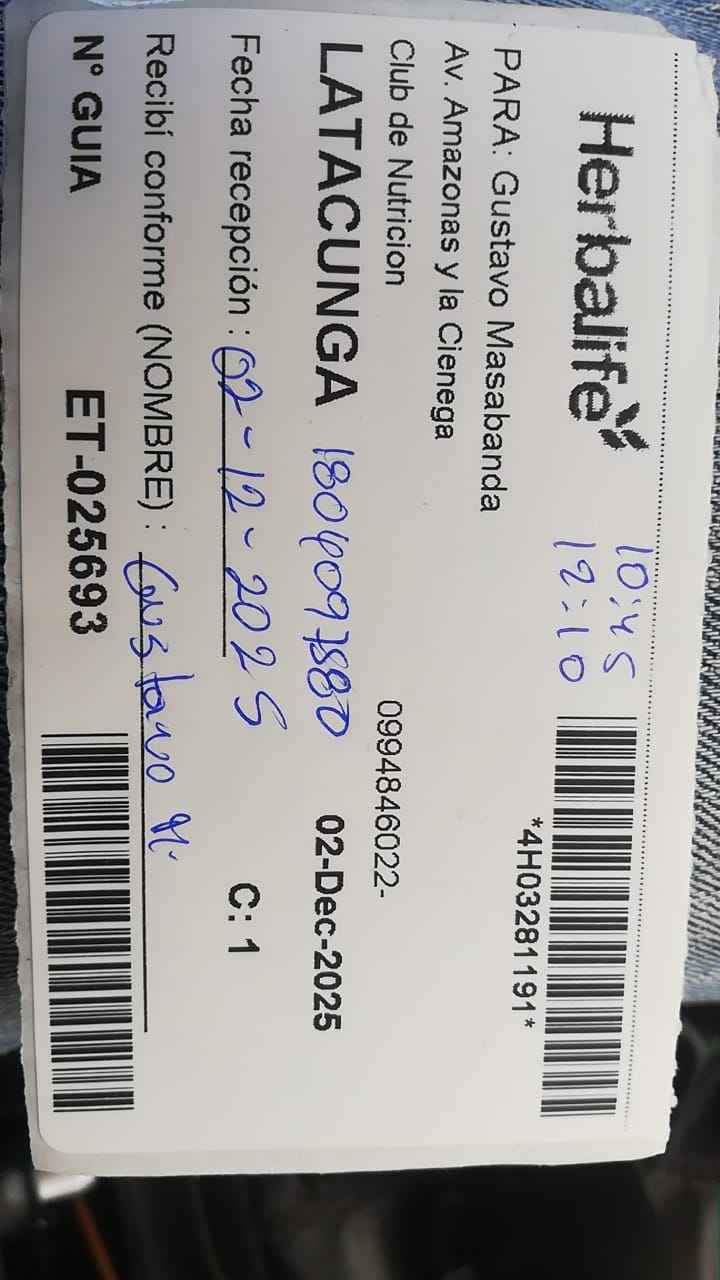 Herbalife
10:45
12:10
*4H03281191*
PARA: Gustavo Masabanda
Av. Amazonas y la Cienega
Club de Nutricion 0994846022-
LATACUNGA 1804097880 02-Dec-2025
Fecha recepción : 02-12-2025 C: 1
Recibí conforme (NOMBRE) : Gustavo M.
N° GUIA ET-025693